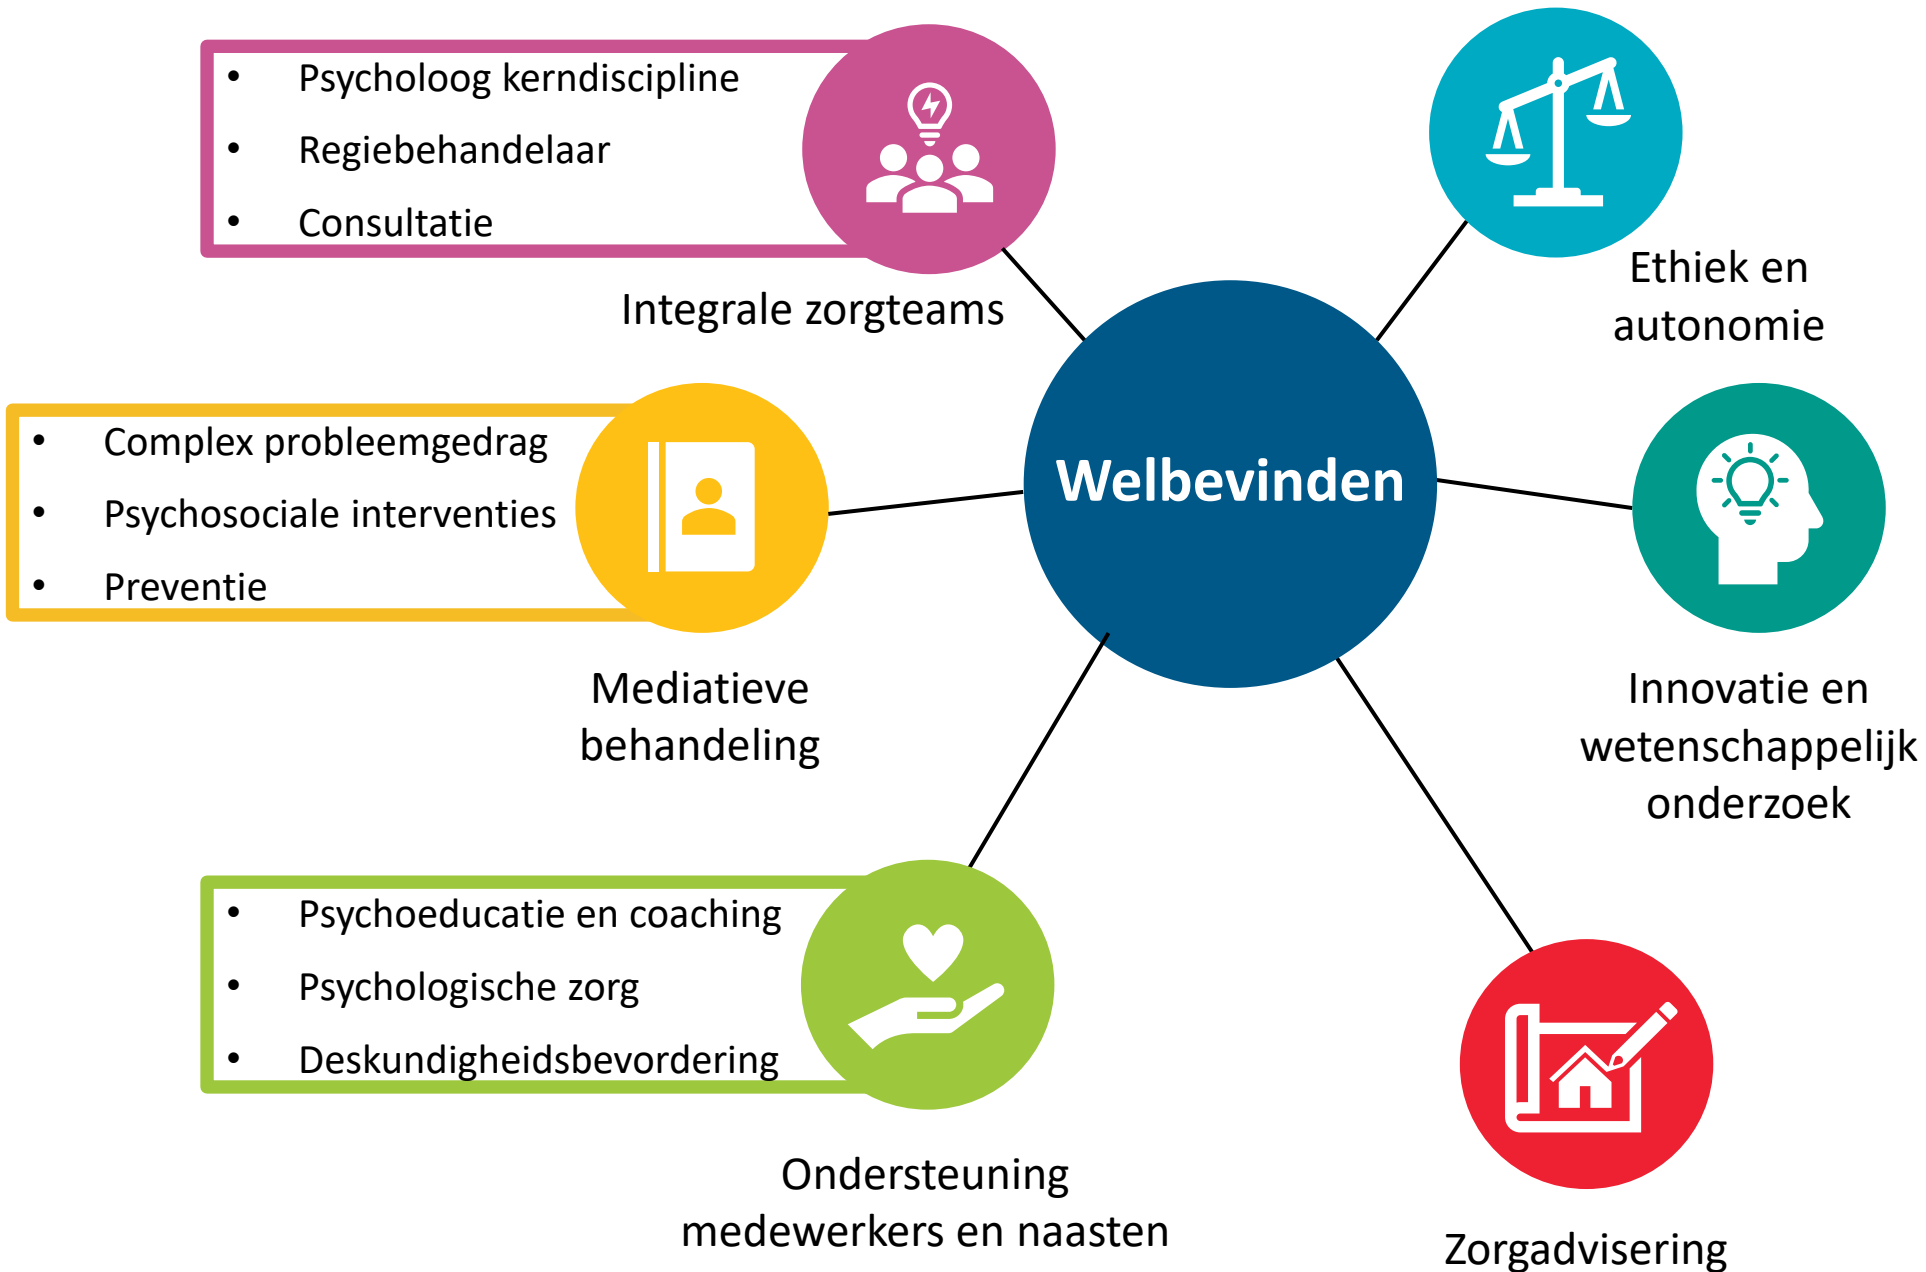 • Psycholoog kerndiscipline
• Regiebehandelaar
• Consultatie
Integrale zorgteams
Ethiek en
autonomie
Welbevinden
• Complex probleemgedrag
• Psychosociale interventies
• Preventie
Mediatieve
behandeling
Innovatie en
wetenschappelijk
onderzoek
• Psychoeducatie en coaching
• Psychologische zorg
• Deskundigheidsbevordering
Ondersteuning
medewerkers en naasten
Zorgadvisering